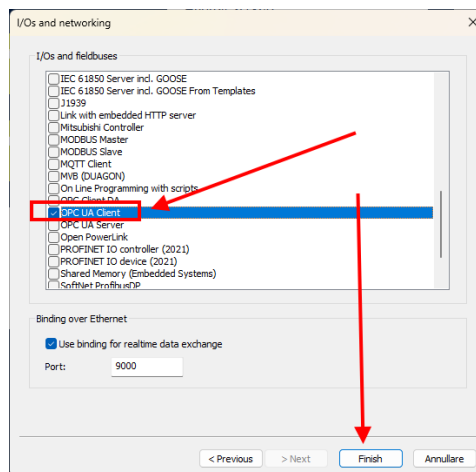 I/Os and networking
I/Os and fieldbuses
IEC 61850 Server incl. GOOSE
IEC 61850 Server incl. GOOSE From Templates
J1939
Link with embedded HTTP server
Mitsubishi Controller
MODBUS Master
MODBUS Slave
MQTT Client
MVB (DUAGON)
On Line Programming with scripts
OPC Client DA
OPC UA Client
OPC UA Server
Open PowerLink
PROFINET IO controller (2021)
PROFINET IO device (2021)
Shared Memory (Embedded Systems)
SoftNet ProfibusDP
Binding over Ethernet
Use binding for realtime data exchange
Port: 9000
< Previous > Next Finish Annullare